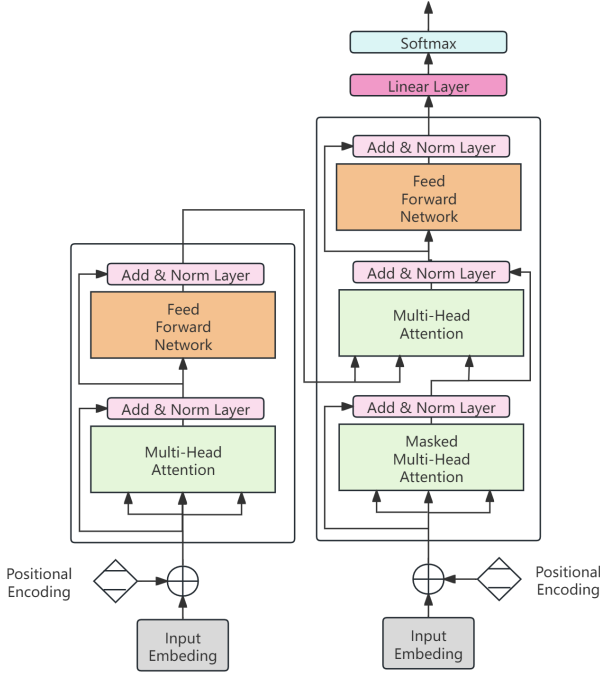 Softmax
Linear Layer
Add & Norm Layer
Feed
Forward
Network
Add & Norm Layer
Multi-Head
Attention
Add & Norm Layer
Masked
Multi-Head
Attention
Add & Norm Layer
Feed
Forward
Network
Add & Norm Layer
Multi-Head
Attention
Positional
Encoding
Input
Embeding
Positional
Encoding
Input
Embeding